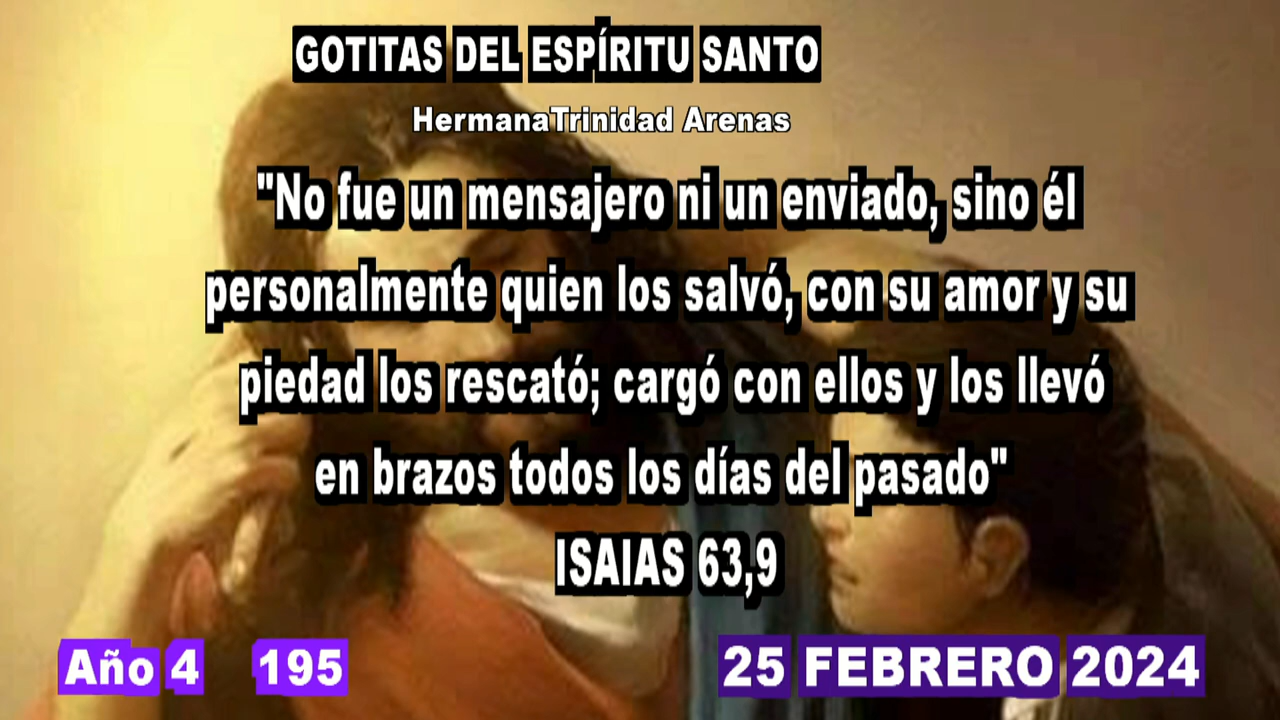 GOTITAS DEL ESPÍRITU SANTO
HermanaTrinidad Arenas
"No fue un mensajero ni un enviado, sino él
personalmente quien los salvó, con su amor y su
piedad los rescató; cargó con ellos y los llevó
en brazos todos los días del pasado"
ISAIAS 63,9
Año 4 195 25 FEBRERO 2024